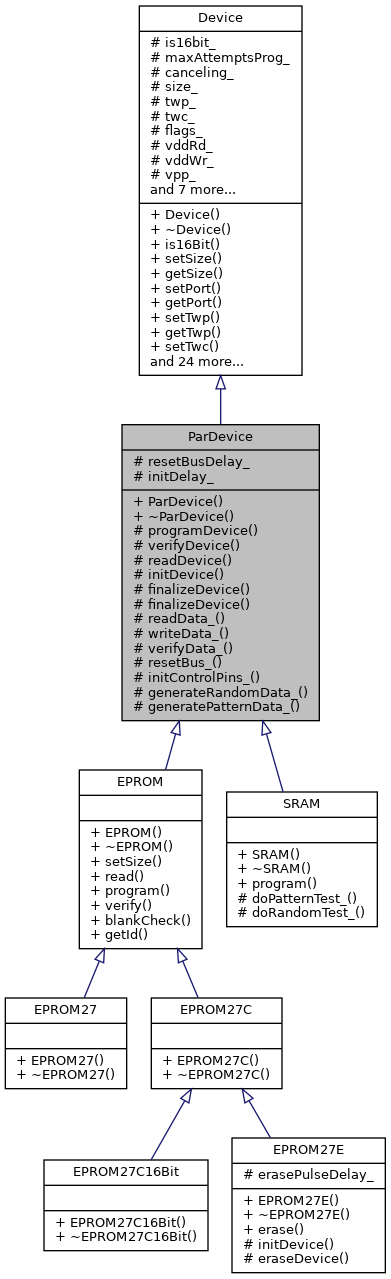 Device
# is16bit_
# maxAttemptsProg_
# canceling_
# size_
# twp_
# twc_
# flags_
# vddRd_
# vddWr_
# vpp_
and 7 more...
+ Device()
+ ~Device()
+ is16Bit()
+ setSize()
+ getSize()
+ setPort()
+ getPort()
+ setTwp()
+ getTwp()
+ setTwc()
and 24 more...
ParDevice
# resetBusDelay_
# initDelay_
+ ParDevice()
+ ~ParDevice()
# programDevice()
# verifyDevice()
# readDevice()
# initDevice()
# finalizeDevice()
# finalizeDevice()
# readData_()
# writeData_()
# verifyData_()
# resetBus_()
# initControlPins_()
# generateRandomData_()
# generatePatternData_()
EPROM
+ EPROM()
+ ~EPROM()
+ setSize()
+ read()
+ program()
+ verify()
+ blankCheck()
+ getId()
SRAM
+ SRAM()
+ ~SRAM()
+ program()
# doPatternTest_()
# doRandomTest_()
EPROM27
+ EPROM27()
+ ~EPROM27()
EPROM27C
+ EPROM27C()
+ ~EPROM27C()
EPROM27C16Bit
+ EPROM27C16Bit()
+ ~EPROM27C16Bit()
EPROM27E
# erasePulseDelay_
+ EPROM27E()
+ ~EPROM27E()
+ erase()
# initDevice()
# eraseDevice()